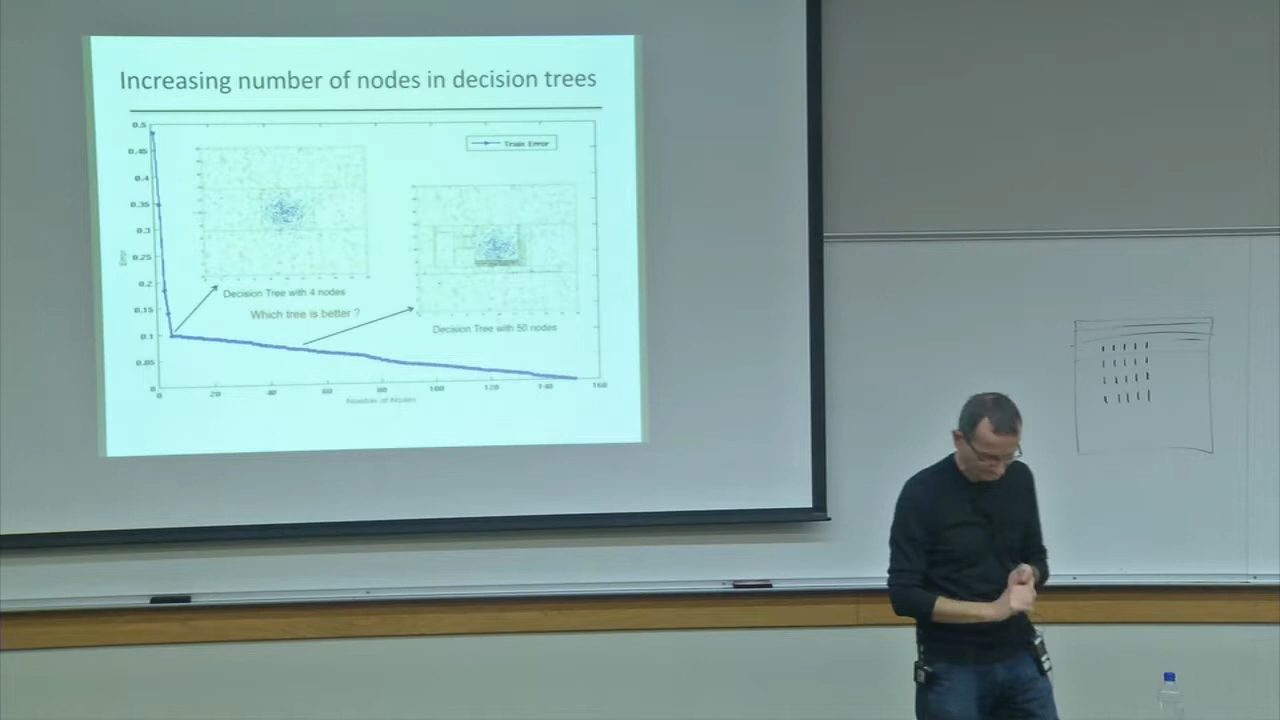 Increasing number of nodes in decision trees
0.5
0.45
0.4
0.35
0.3
0.25
0.2
0.15
0.1
0.05
0
Error
Train Error
Decision Tree with 4 nodes
Which tree is better ?
Decision Tree with 50 nodes
0 20 40 60 80 100 120 140 160
Number of Nodes